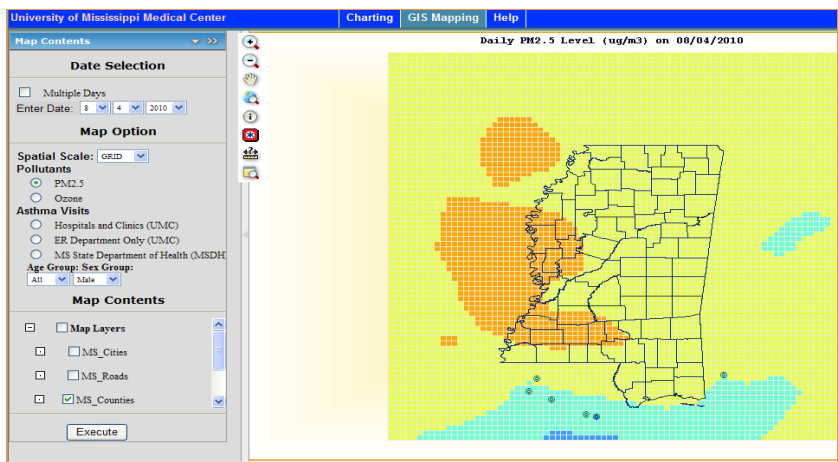 University of Mississippi Medical Center
Charting GIS Mapping Help
Map Contents
Daily PM2.5 Level (ug/m3) on 08/04/2010
Date Selection
Multiple Days
Enter Date: 8 4 2010
Map Option
Spatial Scale: GRID
Pollutants
PM2.5
Ozone
Asthma Visits
Hospitals and Clinics (UMC)
ER Department Only (UMC)
MS State Department of Health (MSDH
Age Group: Sex Group:
All Male
Map Contents
Map Layers
MS_Cities
MS_Roads
MS_Counties
Execute